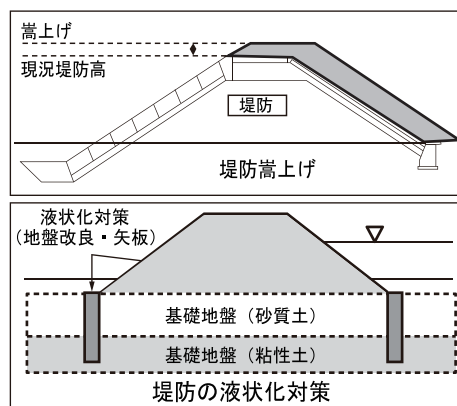 嵩上げ
現況堤防高
堤防
堤防嵩上げ
液状化対策
(地盤改良・矢板)
基礎地盤（砂質土）
基礎地盤（粘性土）
堤防の液状化対策